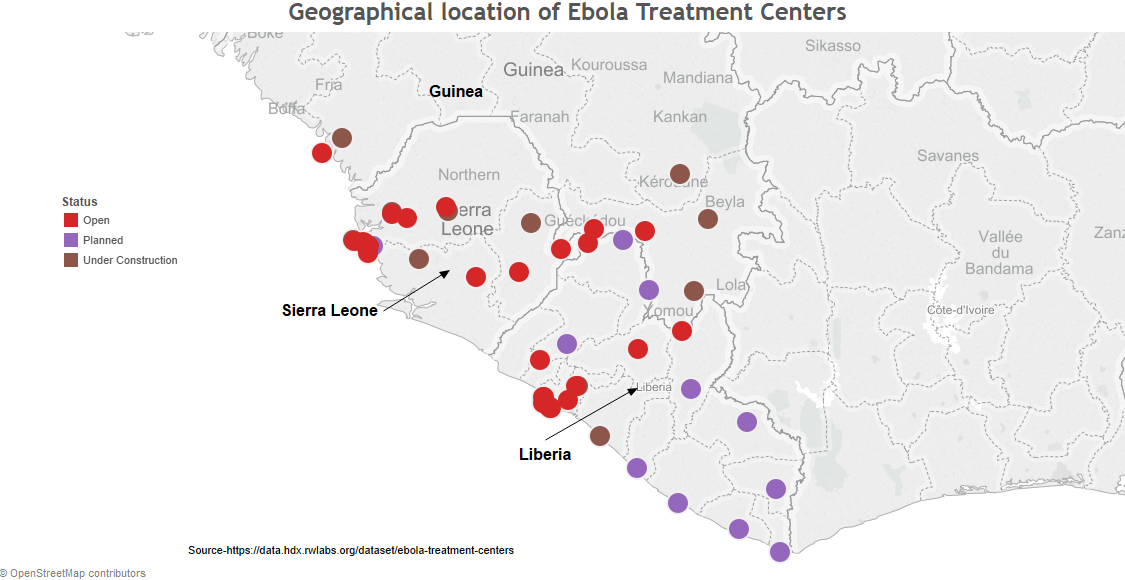 Geographical location of Ebola Treatment Centers
Boke
Sikasso
Guinea
Kouroussa
Mandiana
Fria
Guinea
Boffa
Faranah
Kankan
Savanes
Northern
Kérouane
Status
Open
Planned
Under Construction
Beyla
Sierra
Leone
Guéckédou
Vallée
du
Bandama
Zanz
Lola
Sierra Leone
Yomou
Côte-d'Ivoire
Liberia
Liberia
Source-https://data.hdx.rwlabs.org/dataset/ebola-treatment-centers
© OpenStreetMap contributors